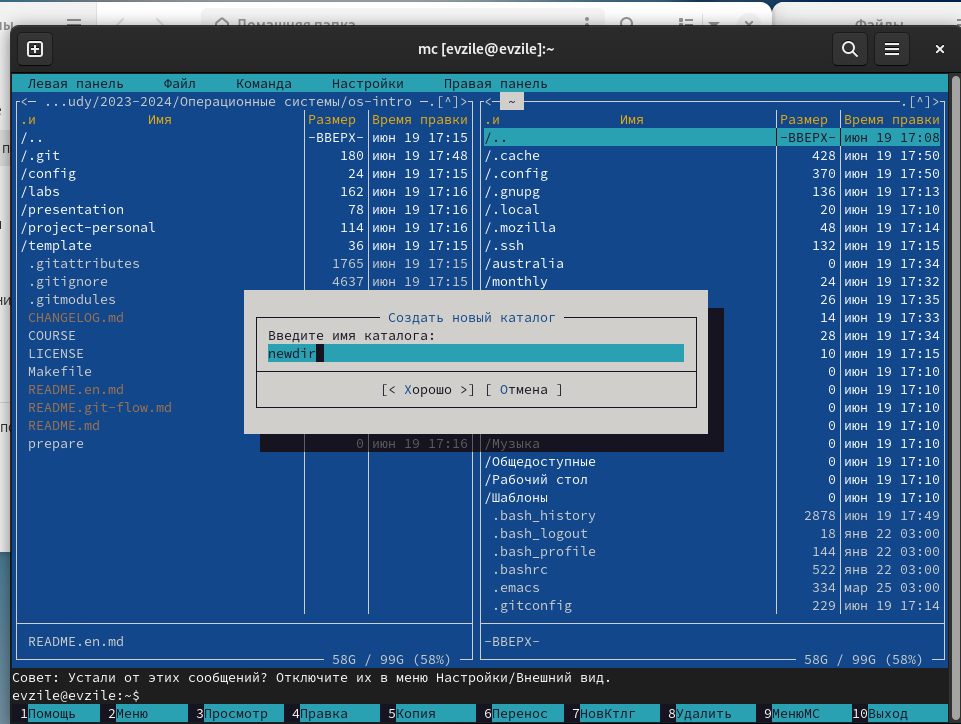 Домашняя папка
Файлы
mc [evzile@evzile]:~
Левая панель Файл Команда Настройки Правая панель
<— ...udy/2023-2024/Операционные системы/os-intro —.[^]> <— ~ .[^]>
.и Имя Размер Время правки .и Имя Размер Время правки
/.. -ВВЕРХ- июн 19 17:15 /.. -ВВЕРХ- июн 19 17:08
/.git 180 июн 19 17:48 /.cache 428 июн 19 17:50
/config 24 июн 19 17:15 /.config 370 июн 19 17:50
/labs 162 июн 19 17:16 /.gnupg 136 июн 19 17:13
/presentation 78 июн 19 17:16 /.local 20 июн 19 17:10
/project-personal 114 июн 19 17:16 /.mozilla 48 июн 19 17:14
/template 36 июн 19 17:15 /.ssh 132 июн 19 17:15
.gitattributes 1765 июн 19 17:15 /australia 0 июн 19 17:34
.gitignore 4637 июн 19 17:15 /monthly 24 июн 19 17:32
.gitmodules 26 июн 19 17:35
CHANGELOG.md Создать новый каталог 14 июн 19 17:33
COURSE Введите имя каталога: 28 июн 19 17:34
LICENSE newdir 10 июн 19 17:15
Makefile 0 июн 19 17:10
README.en.md [< Хорошо >] [ Отмена ] 0 июн 19 17:10
README.git-flow.md 0 июн 19 17:10
README.md 0 июн 19 17:10
prepare 0 июн 19 17:16 /Музыка 0 июн 19 17:10
/Общедоступные 0 июн 19 17:10
/Рабочий стол 0 июн 19 17:10
/Шаблоны 0 июн 19 17:10
.bash_history 2878 июн 19 17:49
.bash_logout 18 янв 22 03:00
.bash_profile 144 янв 22 03:00
.bashrc 522 янв 22 03:00
.emacs 334 мар 25 03:00
.gitconfig 229 июн 19 17:14
README.en.md -ВВЕРХ-
58G / 99G (58%) 58G / 99G (58%)
Совет: Устали от этих сообщений? Отключите их в меню Настройки/Внешний вид.
evzile@evzile:~$
1Помощь 2Меню 3Просмотр 4Правка 5Копия 6Перенос 7НовКтлг 8Удалить 9МенюМС 10Выход